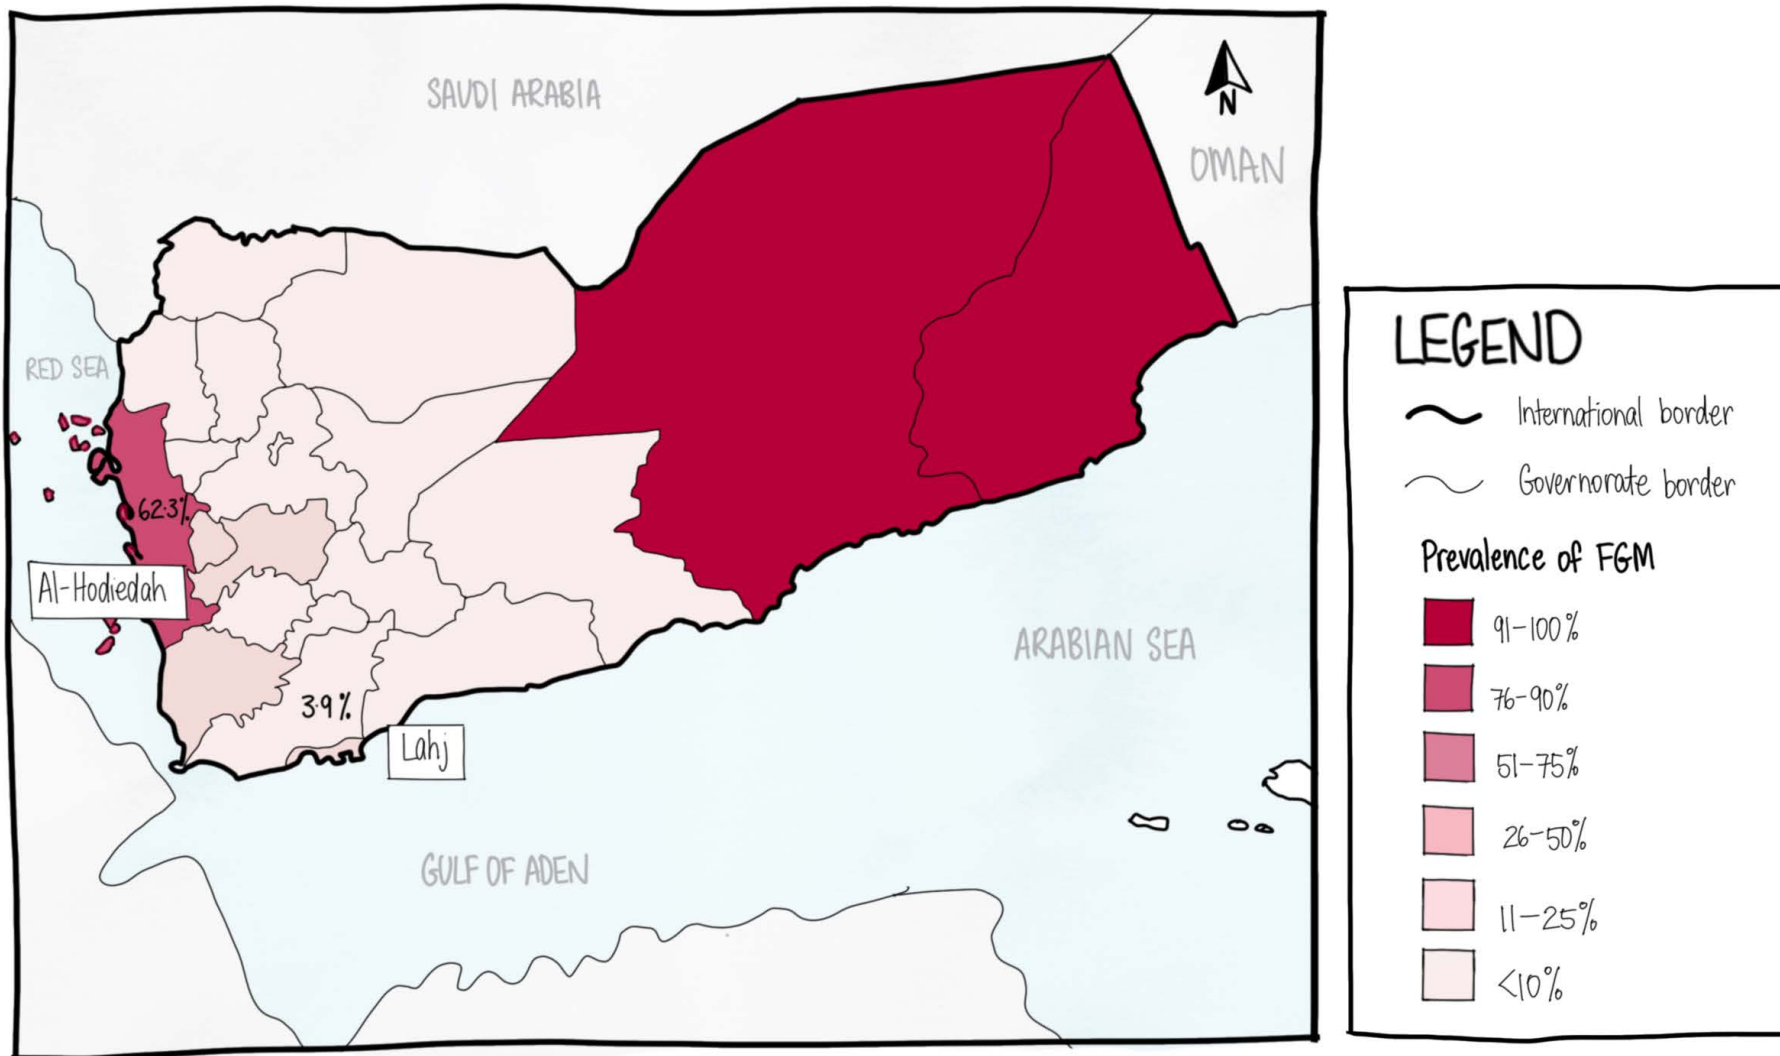 SAUDI ARABIA
N
OMAN
RED SEA
62.3%
Al-Hodiedah
3.9%
Lahj
ARABIAN SEA
GULF OF ADEN
LEGEND
International border
Governorate border
Prevalence of FGM
91-100%
76-90%
51-75%
26-50%
11-25%
<10%